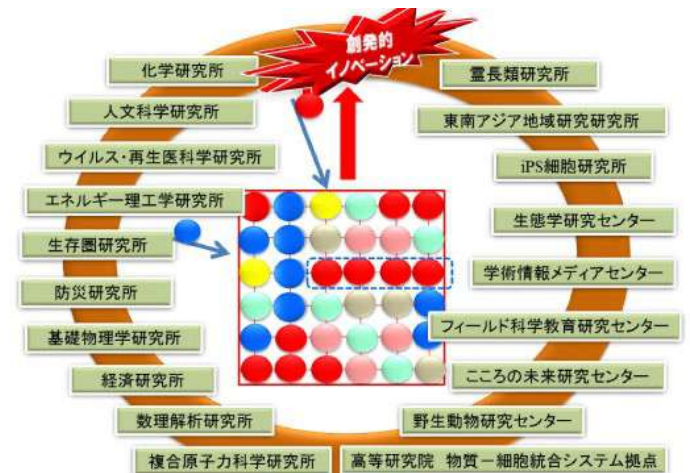 創発的
イノベーション
化学研究所
人文科学研究所
ウイルス・再生医科学研究所
エネルギー理工学研究所
生存圏研究所
防災研究所
基礎物理学研究所
経済研究所
数理解析研究所
複合原子力科学研究所
霊長類研究所
東南アジア地域研究研究所
iPS細胞研究所
生態学研究センター
学術情報メディアセンター
フィールド科学教育研究センター
こころの未来研究センター
野生動物研究センター
高等研究院 物質－細胞統合システム拠点